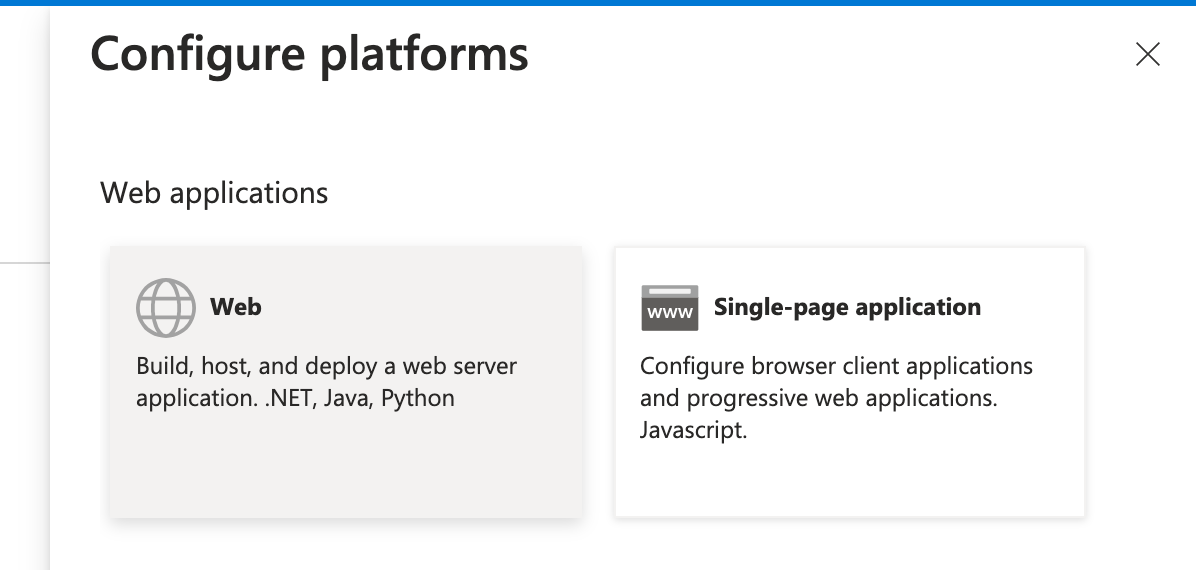 Configure platforms
Web applications
Web
Build, host, and deploy a web server
application. .NET, Java, Python
www
Single-page application
Configure browser client applications
and progressive web applications.
Javascript.